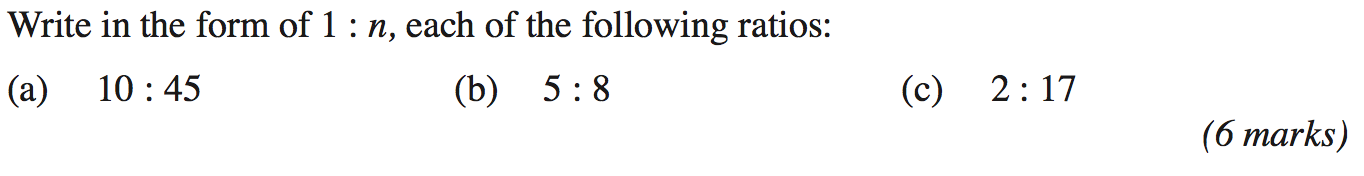 Write in the form of 1 : n, each of the following ratios:
(a) 10 : 45 (b) 5 : 8 (c) 2 : 17
(6 marks)